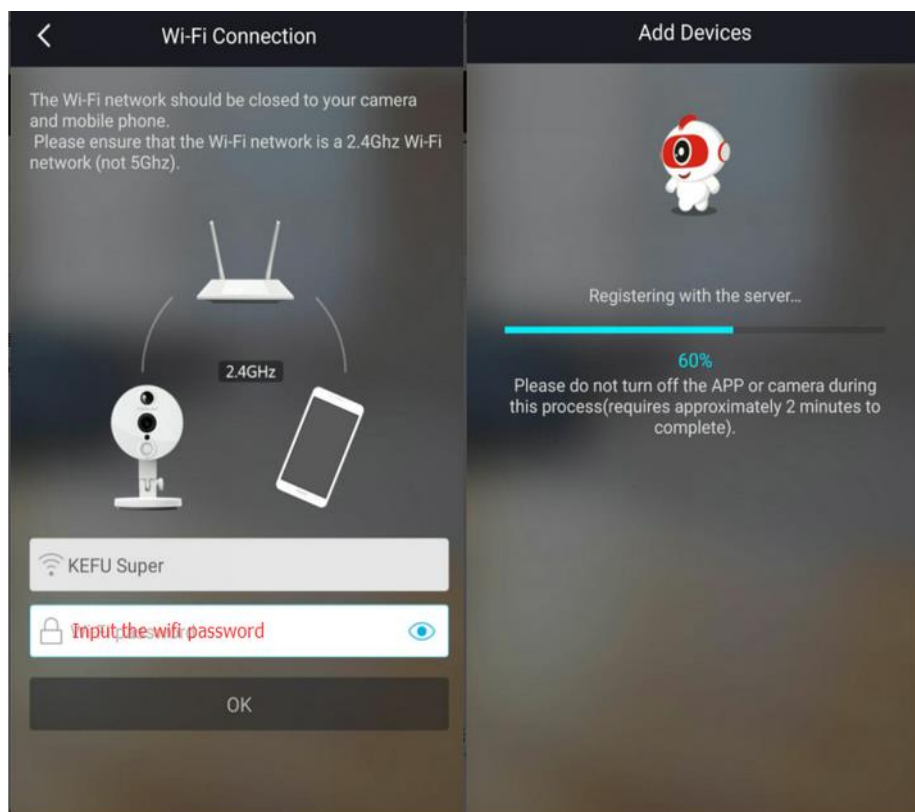 Wi-Fi Connection
The Wi-Fi network should be closed to your camera
and mobile phone.
Please ensure that the Wi-Fi network is a 2.4Ghz Wi-Fi
network (not 5Ghz).
2.4GHz
KEFU Super
Input the wifi password
OK
Add Devices
Registering with the server...
60%
Please do not turn off the APP or camera during
this process(requires approximately 2 minutes to
complete).